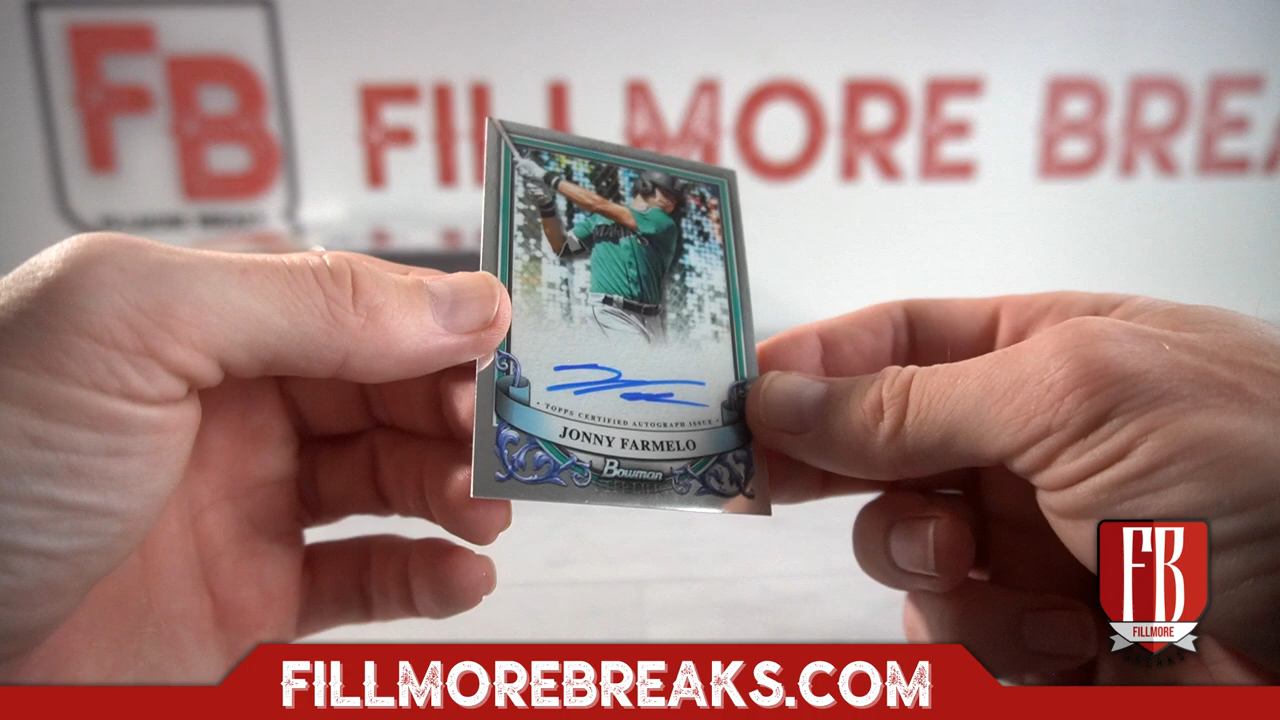 FB
FILLMORE BREA
TOPPS CERTIFIED AUTOGRAPH ISSUE
JONNY FARMELO
Bowman
FB
FILLMORE
FILLMOREBREAKS.COM